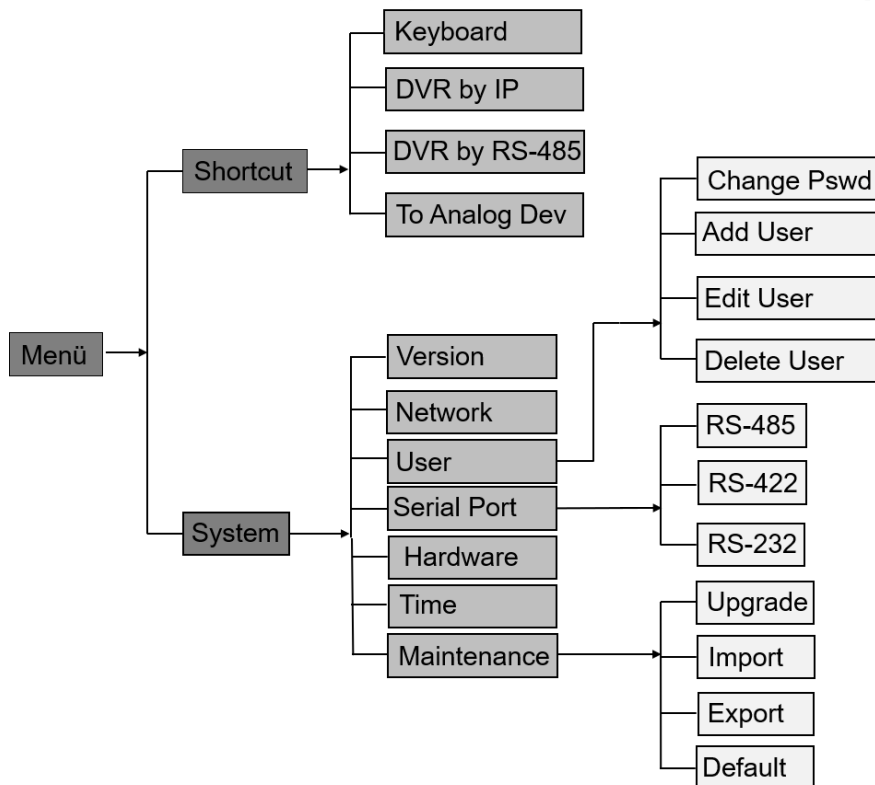 Menü
Shortcut
Keyboard
DVR by IP
DVR by RS-485
To Analog Dev
System
Version
Network
User
Change Pswd
Add User
Edit User
Delete User
Serial Port
RS-485
RS-422
RS-232
Hardware
Time
Maintenance
Upgrade
Import
Export
Default